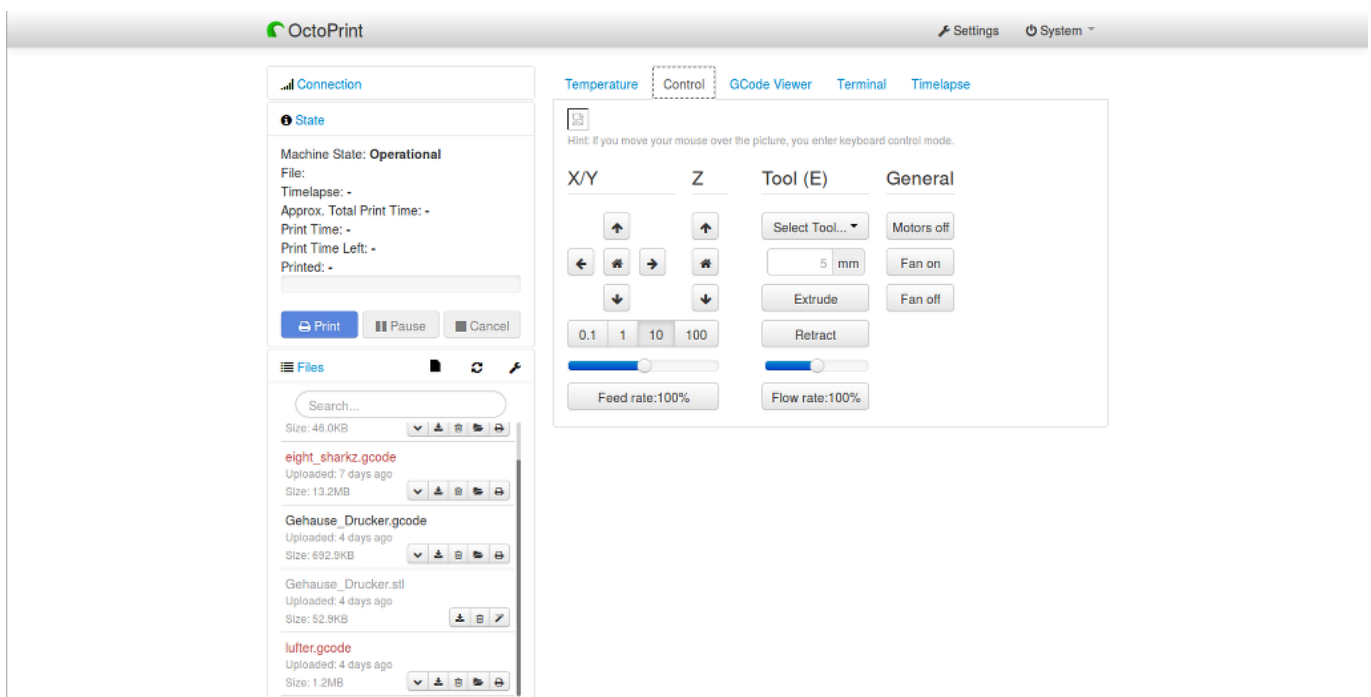 OctoPrint
Settings
System
Connection
State
Machine State: Operational
File:
Timelapse: -
Approx. Total Print Time: -
Print Time: -
Print Time Left: -
Printed: -
Print
Pause
Cancel
Files
Search...
Size: 46.0KB
eight_sharkz.gcode
Uploaded: 7 days ago
Size: 13.2MB
Gehause_Drucker.gcode
Uploaded: 4 days ago
Size: 692.9KB
Gehause_Drucker.stl
Uploaded: 4 days ago
Size: 52.9KB
lufter.gcode
Uploaded: 4 days ago
Size: 1.2MB
Temperature
Control
GCode Viewer
Terminal
Timelapse
Hint: If you move your mouse over the picture, you enter keyboard control mode.
X/Y
Z
Tool (E)
General
Select Tool...
Motors off
5 mm
Fan on
Extrude
Fan off
0.1 1 10 100
Retract
Feed rate:100%
Flow rate:100%